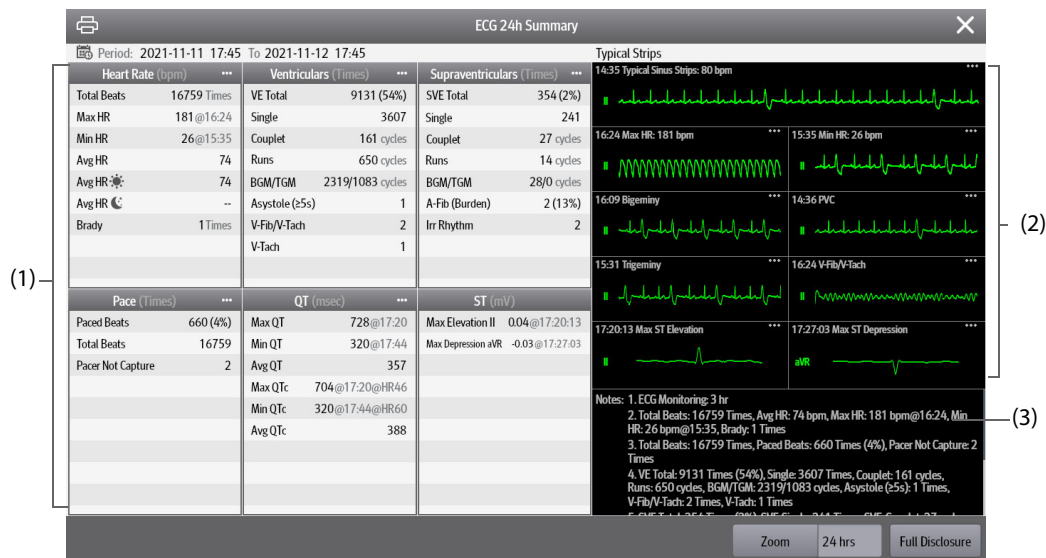 ECG 24h Summary
Period: 2021-11-11 17:45 To 2021-11-12 17:45
Typical Strips
(1)
Heart Rate (bpm)
Total Beats 16759 Times
Max HR 181@16:24
Min HR 26@15:35
Avg HR 74
Avg HR 74
Avg HR --
Brady 1 Times
Ventriculars (Times)
VE Total 9131 (54%)
Single 3607
Couplet 161 cycles
Runs 650 cycles
BGM/TGM 2319/1083 cycles
Asystole (≥5s) 1
V-Fib/V-Tach 2
V-Tach 1
Supraventriculars (Times)
SVE Total 354 (2%)
Single 241
Couplet 27 cycles
Runs 14 cycles
BGM/TGM 28/0 cycles
A-Fib (Burden) 2 (13%)
Irr Rhythm 2
Pace (Times)
Paced Beats 660 (4%)
Total Beats 16759
Pacer Not Capture 2
QT (msec)
Max QT 728@17:20
Min QT 320@17:44
Avg QT 357
Max QTc 704@17:20@HR46
Min QTc 320@17:44@HR60
Avg QTc 388
ST (mV)
Max Elevation II 0.04@17:20:13
Max Depression aVR -0.03@17:27:03
14:35 Typical Sinus Strips: 80 bpm
II
16:24 Max HR: 181 bpm
II
15:35 Min HR: 26 bpm
II
16:09 Bigeminy
II
14:36 PVC
II
15:31 Trigeminy
II
16:24 V-Fib/V-Tach
II
17:20:13 Max ST Elevation
II
17:27:03 Max ST Depression
aVR
(2)
Notes: 1. ECG Monitoring: 3 hr
2. Total Beats: 16759 Times, Avg HR: 74 bpm, Max HR: 181 bpm@16:24, Min
HR: 26 bpm@15:35, Brady: 1 Times
3. Total Beats: 16759 Times, Paced Beats: 660 Times (4%), Pacer Not Capture: 2
Times
4. VE Total: 9131 Times (54%), Single: 3607 Times, Couplet: 161 cycles,
Runs: 650 cycles, BGM/TGM: 2319/1083 cycles, Asystole (≥5s): 1 Times,
V-Fib/V-Tach: 2 Times, V-Tach: 1 Times
(3)
Zoom 24 hrs Full Disclosure